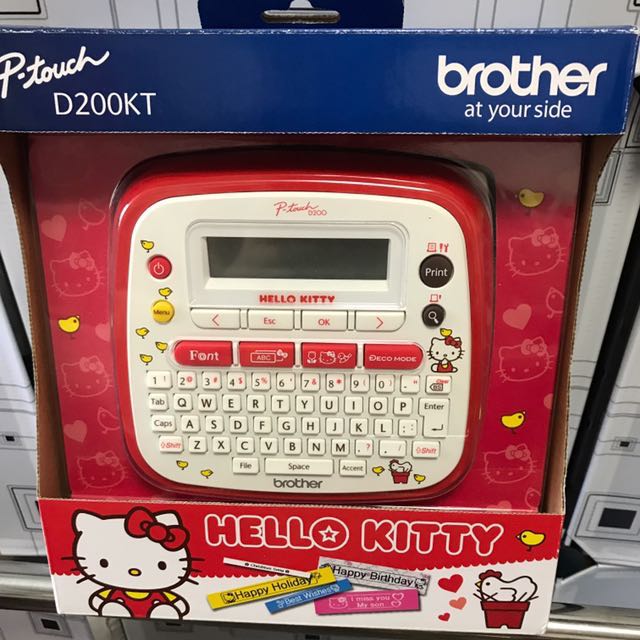 P-touch
D200KT
brother
at your side
P-touch
D200
HELLO KITTY
Print
Menu
< Esc OK >
Font ABC DECO MODE
1 2@ 3# 4$ 5% 6^ 7& 8* 9( 0) Clear
Tab Q W E R T Y U I O P Enter
Caps A S D F G H J K L
Shift Z X C V B N M Shift
File Space Accent
brother
HELLO KITTY
Happy Holiday
Happy Birthday
Best Wishes
I miss you
My son